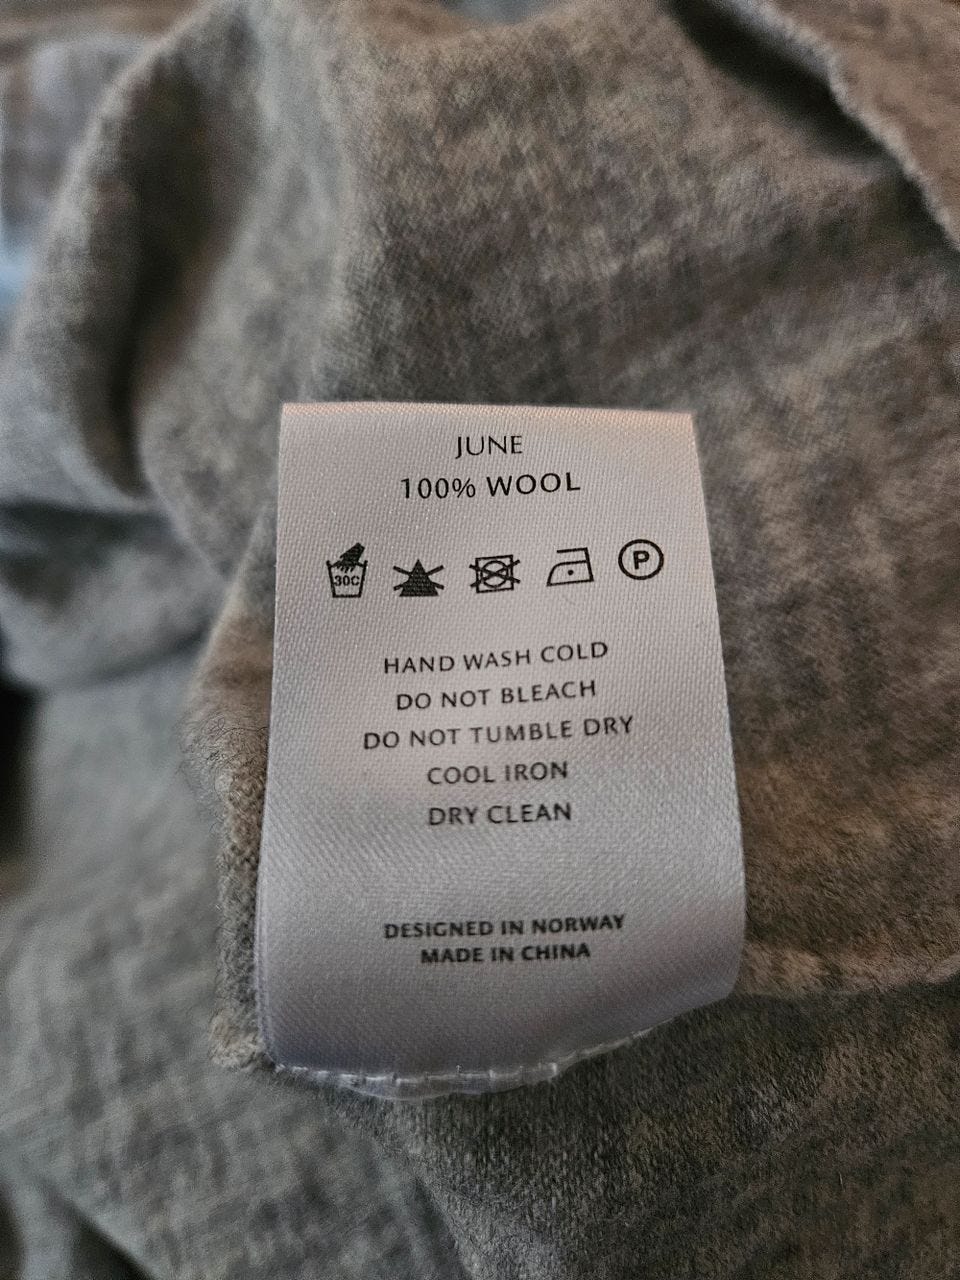 JUNE
100% WOOL
30C P
HAND WASH COLD
DO NOT BLEACH
DO NOT TUMBLE DRY
COOL IRON
DRY CLEAN
DESIGNED IN NORWAY
MADE IN CHINA